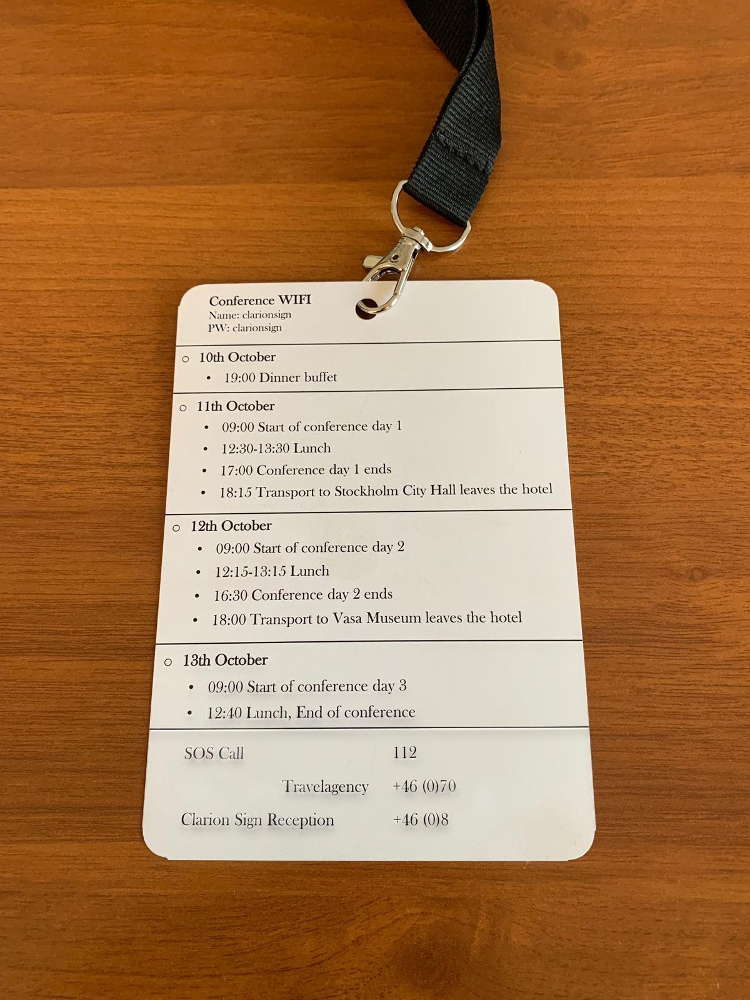 Conference WIFI
Name: clarionsign
PW: clarionsign
10th October
19:00 Dinner buffet
11th October
09:00 Start of conference day 1
12:30-13:30 Lunch
17:00 Conference day 1 ends
18:15 Transport to Stockholm City Hall leaves the hotel
12th October
09:00 Start of conference day 2
12:15-13:15 Lunch
16:30 Conference day 2 ends
18:00 Transport to Vasa Museum leaves the hotel
13th October
09:00 Start of conference day 3
12:40 Lunch, End of conference
SOS Call 112
Travelagency +46 (0)70
Clarion Sign Reception +46 (0)8